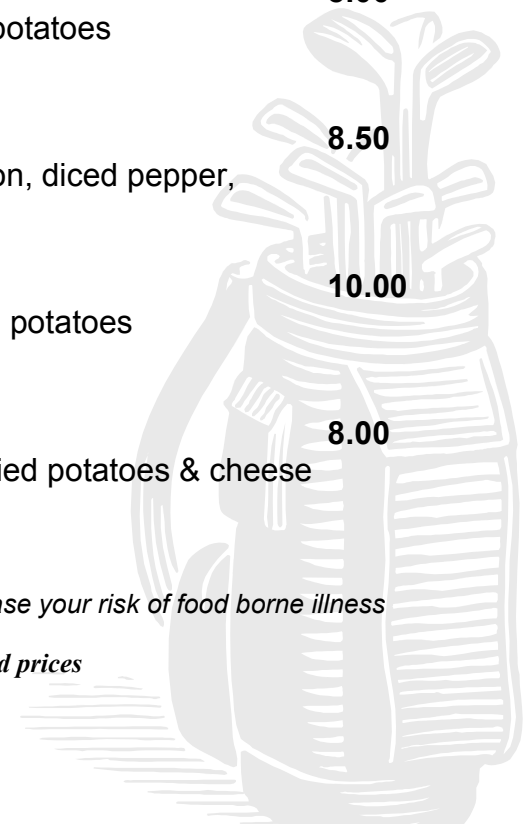 potatoes
8.50
on, diced pepper,
10.00
potatoes
8.00
ied potatoes & cheese
ase your risk of food borne illness
d prices